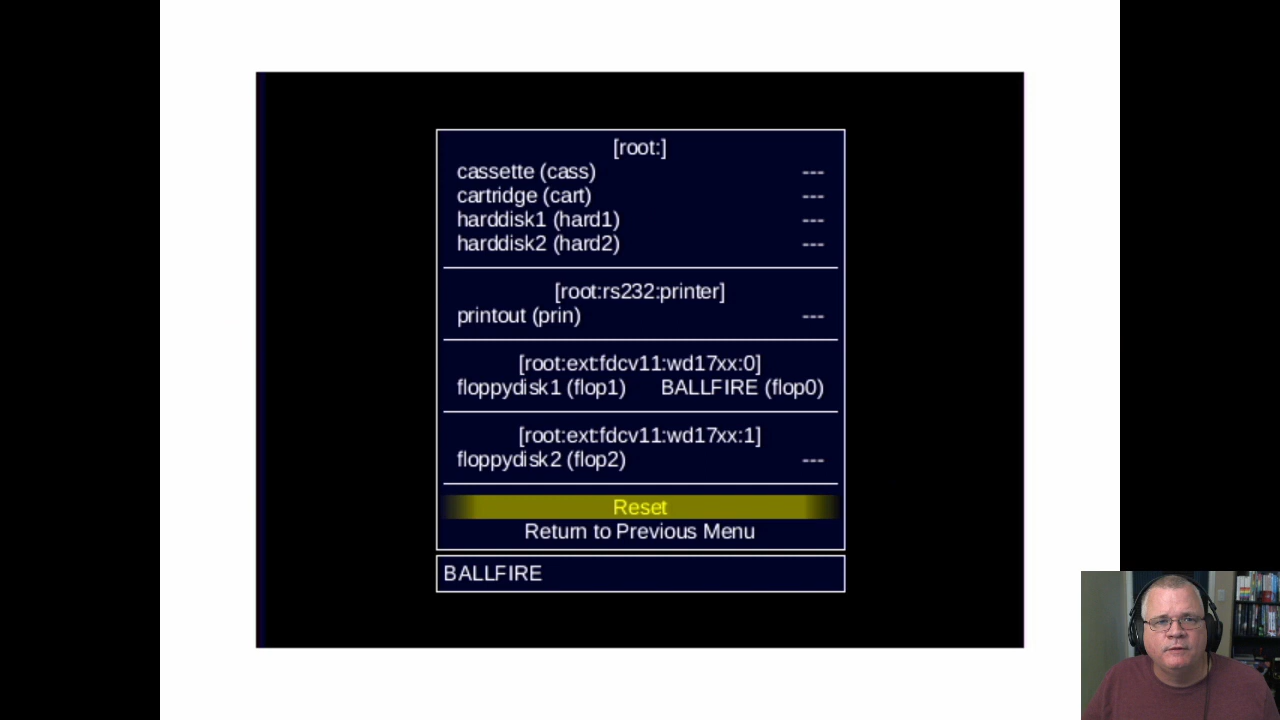 [root:]
cassette (cass) ---
cartridge (cart) ---
harddisk1 (hard1) ---
harddisk2 (hard2) ---
[root:rs232:printer]
printout (prin) ---
[root:ext:fdcv11:wd17xx:0]
floppydisk1 (flop1) BALLFIRE (flop0)
[root:ext:fdcv11:wd17xx:1]
floppydisk2 (flop2) ---
Reset
Return to Previous Menu
BALLFIRE